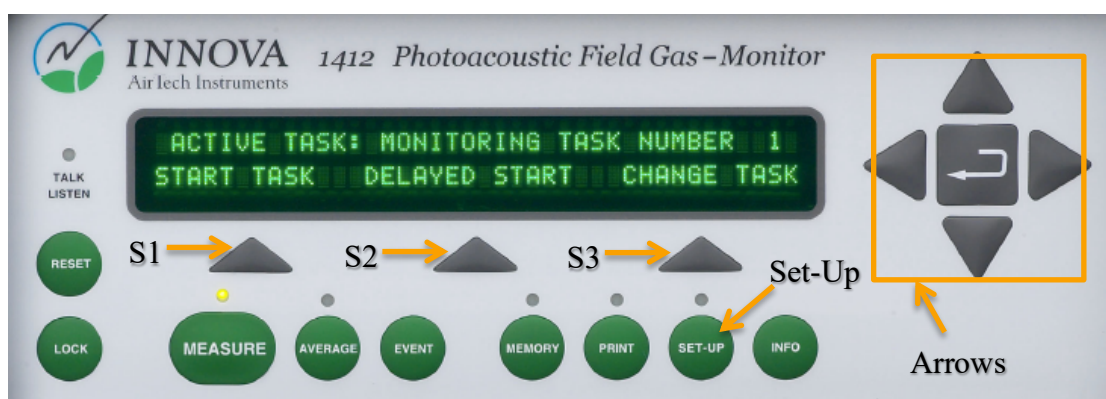 INNOVA
AirTech Instruments
1412 Photoacoustic Field Gas-Monitor
ACTIVE TASK: MONITORING TASK NUMBER 1
START TASK DELAYED START CHANGE TASK
TALK
LISTEN
S1
S2
S3
Set-Up
RESET
LOCK
MEASURE
AVERAGE
EVENT
MEMORY
PRINT
SET-UP
INFO
Arrows